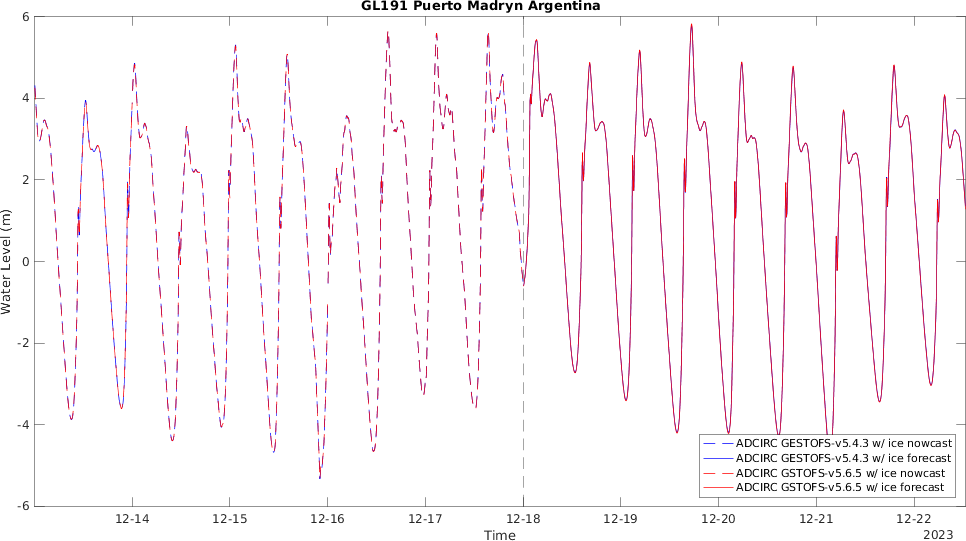 GL191 Puerto Madryn Argentina
6
4
2
0
-2
-4
-6
Water Level (m)
12-14 12-15 12-16 12-17 12-18 12-19 12-20 12-21 12-22
Time
2023
ADCIRC GESTOFS-v5.4.3 w/ ice nowcast
ADCIRC GESTOFS-v5.4.3 w/ ice forecast
ADCIRC GSTOFS-v5.6.5 w/ ice nowcast
ADCIRC GSTOFS-v5.6.5 w/ ice forecast